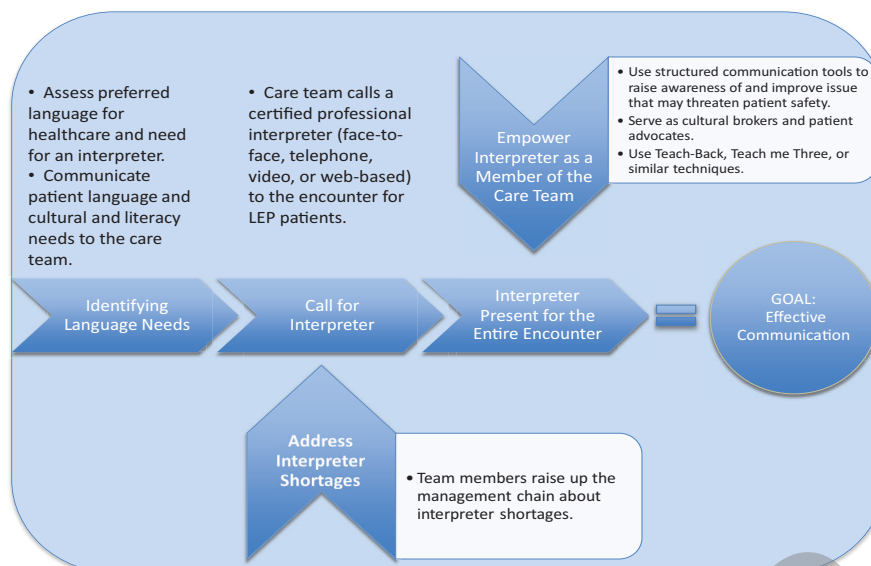 • Assess preferred
language for
healthcare and need
for an interpreter.
• Communicate
patient language and
cultural and literacy
needs to the care
team.
• Care team calls a
certified professional
interpreter (face-to-
face, telephone,
video, or web-based)
to the encounter for
LEP patients.
Empower
Interpreter as a
Member of the
Care Team
• Use structured communication tools to
raise awareness of and improve issue
that may threaten patient safety.
• Serve as cultural brokers and patient
advocates.
• Use Teach-Back, Teach me Three, or
similar techniques.
Identifying
Language Needs
Call for
Interpreter
Interpreter
Present for the
Entire Encounter
GOAL:
Effective
Communication
Address
Interpreter
Shortages
• Team members raise up the
management chain about
interpreter shortages.